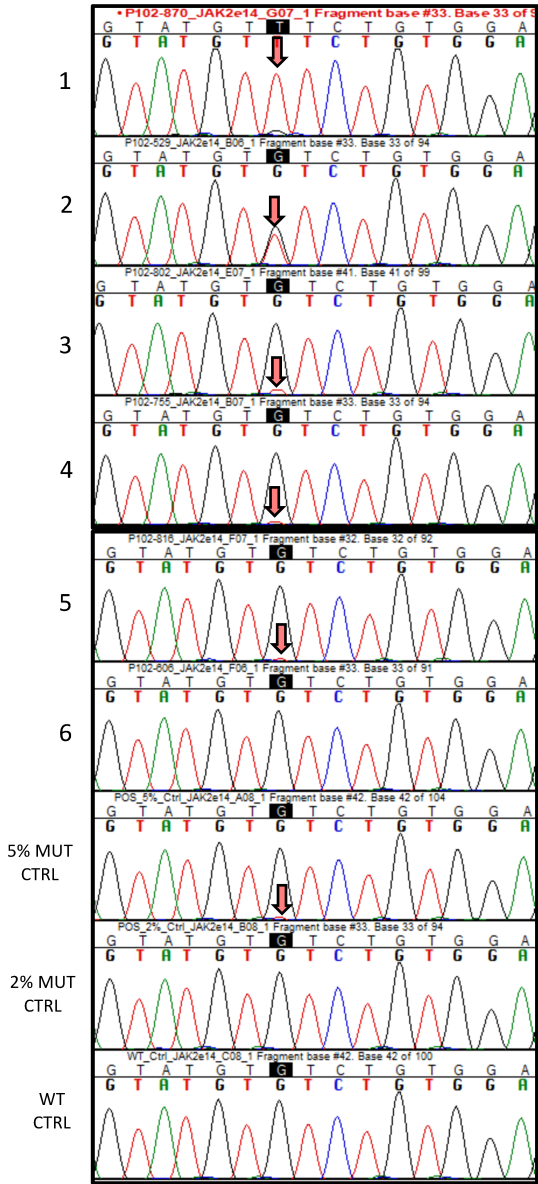 • P102-870_JAK2e14_G07_1 Fragment base #33. Base 33 of 9
G T A T G T T T C T G T G G A
G T A T G T T T C T G T G G A
1
P102-529_JAK2e14_B06_1 Fragment base #33. Base 33 of 94
G T A T G T G T C T G T G G A
G T A T G T G T C T G T G G A
2
P102-802_JAK2e14_E07_1 Fragment base #41. Base 41 of 99
G T A T G T G T C T G T G G A
G T A T G T G T C T G T G G A
3
P102-755_JAK2e14_B07_1 Fragment base #33. Base 33 of 94
G T A T G T G T C T G T G G A
G T A T G T G T C T G T G G A
4
P102-816_JAK2e14_F07_1 Fragment base #32. Base 32 of 92
G T A T G T G T C T G T G G A
G T A T G T G T C T G T G G A
5
P102-606_JAK2e14_F06_1 Fragment base #33. Base 33 of 91
G T A T G T G T C T G T G G A
G T A T G T G T C T G T G G A
6
POS_5%_Ctrl_JAK2e14_A08_1 Fragment base #42. Base 42 of 104
G T A T G T G T C T G T G G A
G T A T G T G T C T G T G G A
5% MUT
CTRL
POS_2%_Ctrl_JAK2e14_B08_1 Fragment base #33. Base 33 of 94
G T A T G T G T C T G T G G A
G T A T G T G T C T G T G G A
2% MUT
CTRL
WT_Ctrl_JAK2e14_C08_1 Fragment base #42. Base 42 of 100
G T A T G T G T C T G T G G A
G T A T G T G T C T G T G G A
WT
CTRL